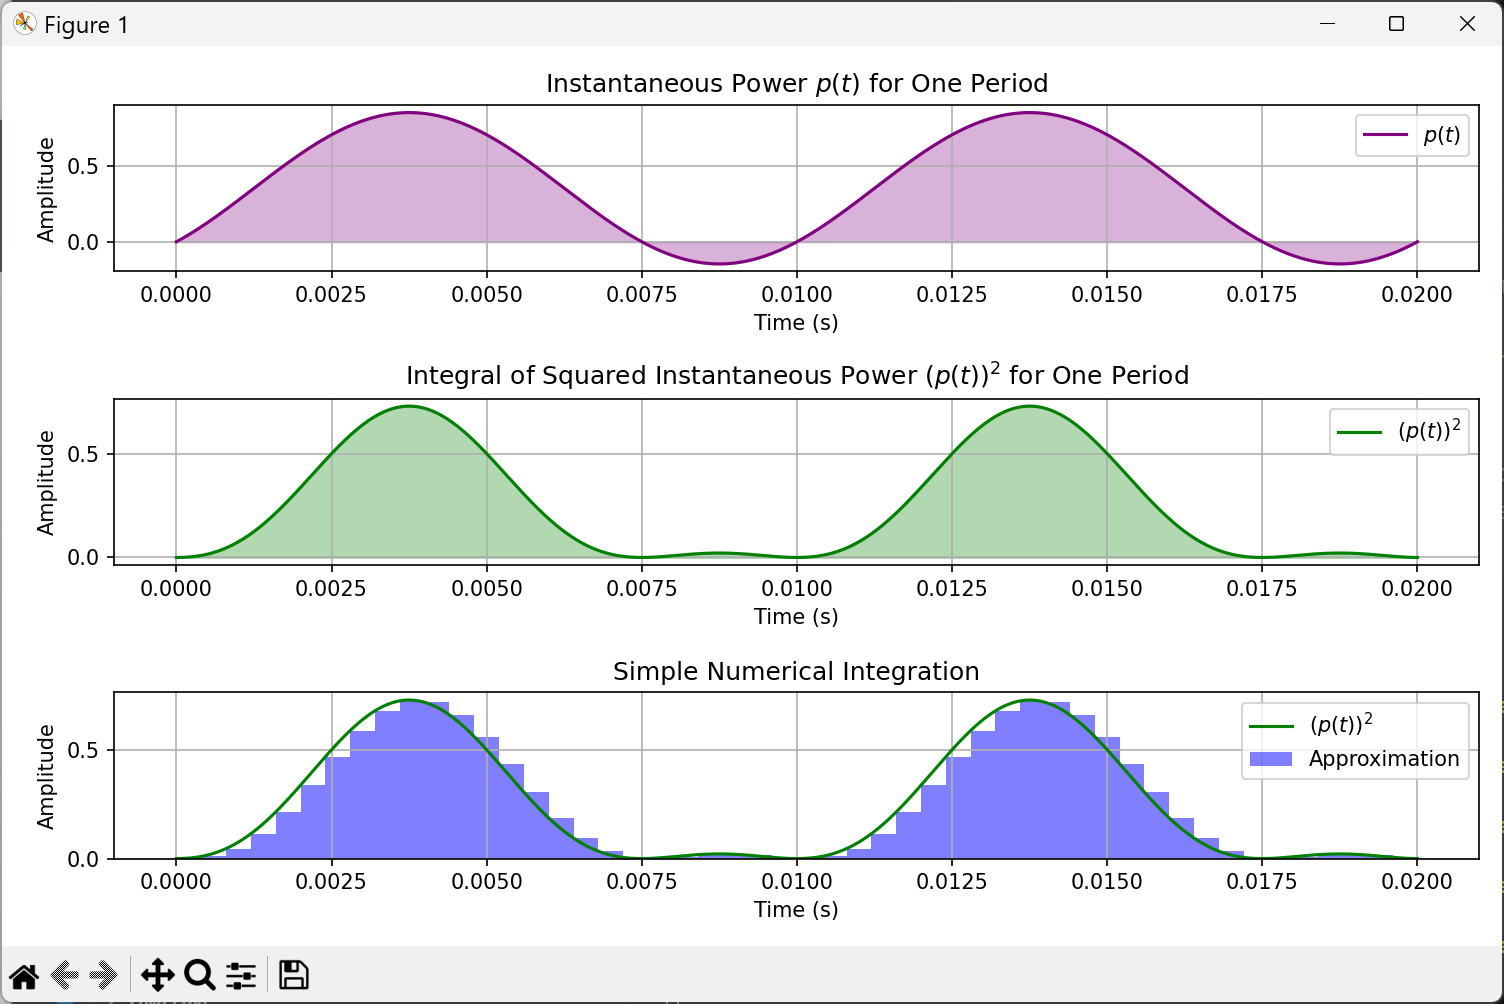 Figure 1
Instantaneous Power p(t) for One Period
p(t)
Amplitude
0.5
0.0
0.0000 0.0025 0.0050 0.0075 0.0100 0.0125 0.0150 0.0175 0.0200
Time (s)
Integral of Squared Instantaneous Power (p(t))² for One Period
(p(t))²
Amplitude
0.5
0.0
0.0000 0.0025 0.0050 0.0075 0.0100 0.0125 0.0150 0.0175 0.0200
Time (s)
Simple Numerical Integration
(p(t))²
Approximation
Amplitude
0.5
0.0
0.0000 0.0025 0.0050 0.0075 0.0100 0.0125 0.0150 0.0175 0.0200
Time (s)